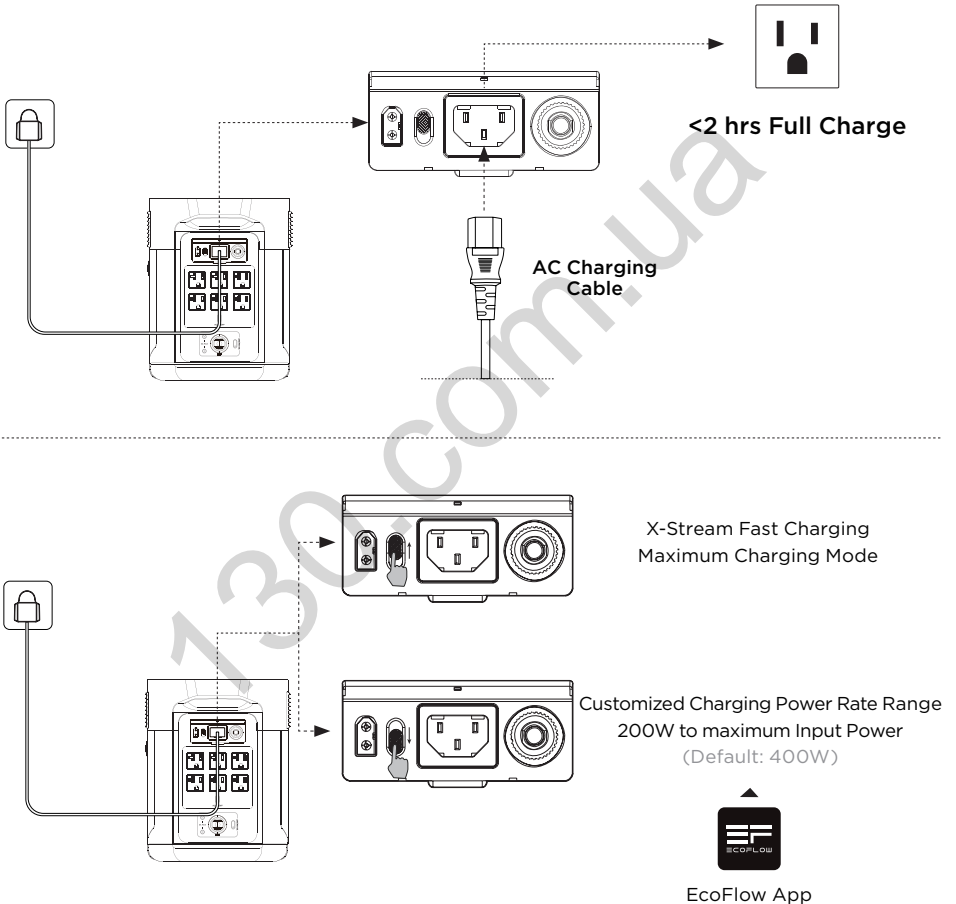 <2 hrs Full Charge
AC Charging
Cable
130.com.ua
X-Stream Fast Charging
Maximum Charging Mode
Customized Charging Power Rate Range
200W to maximum Input Power
(Default: 400W)
EF
ECOFLOW
EcoFlow App